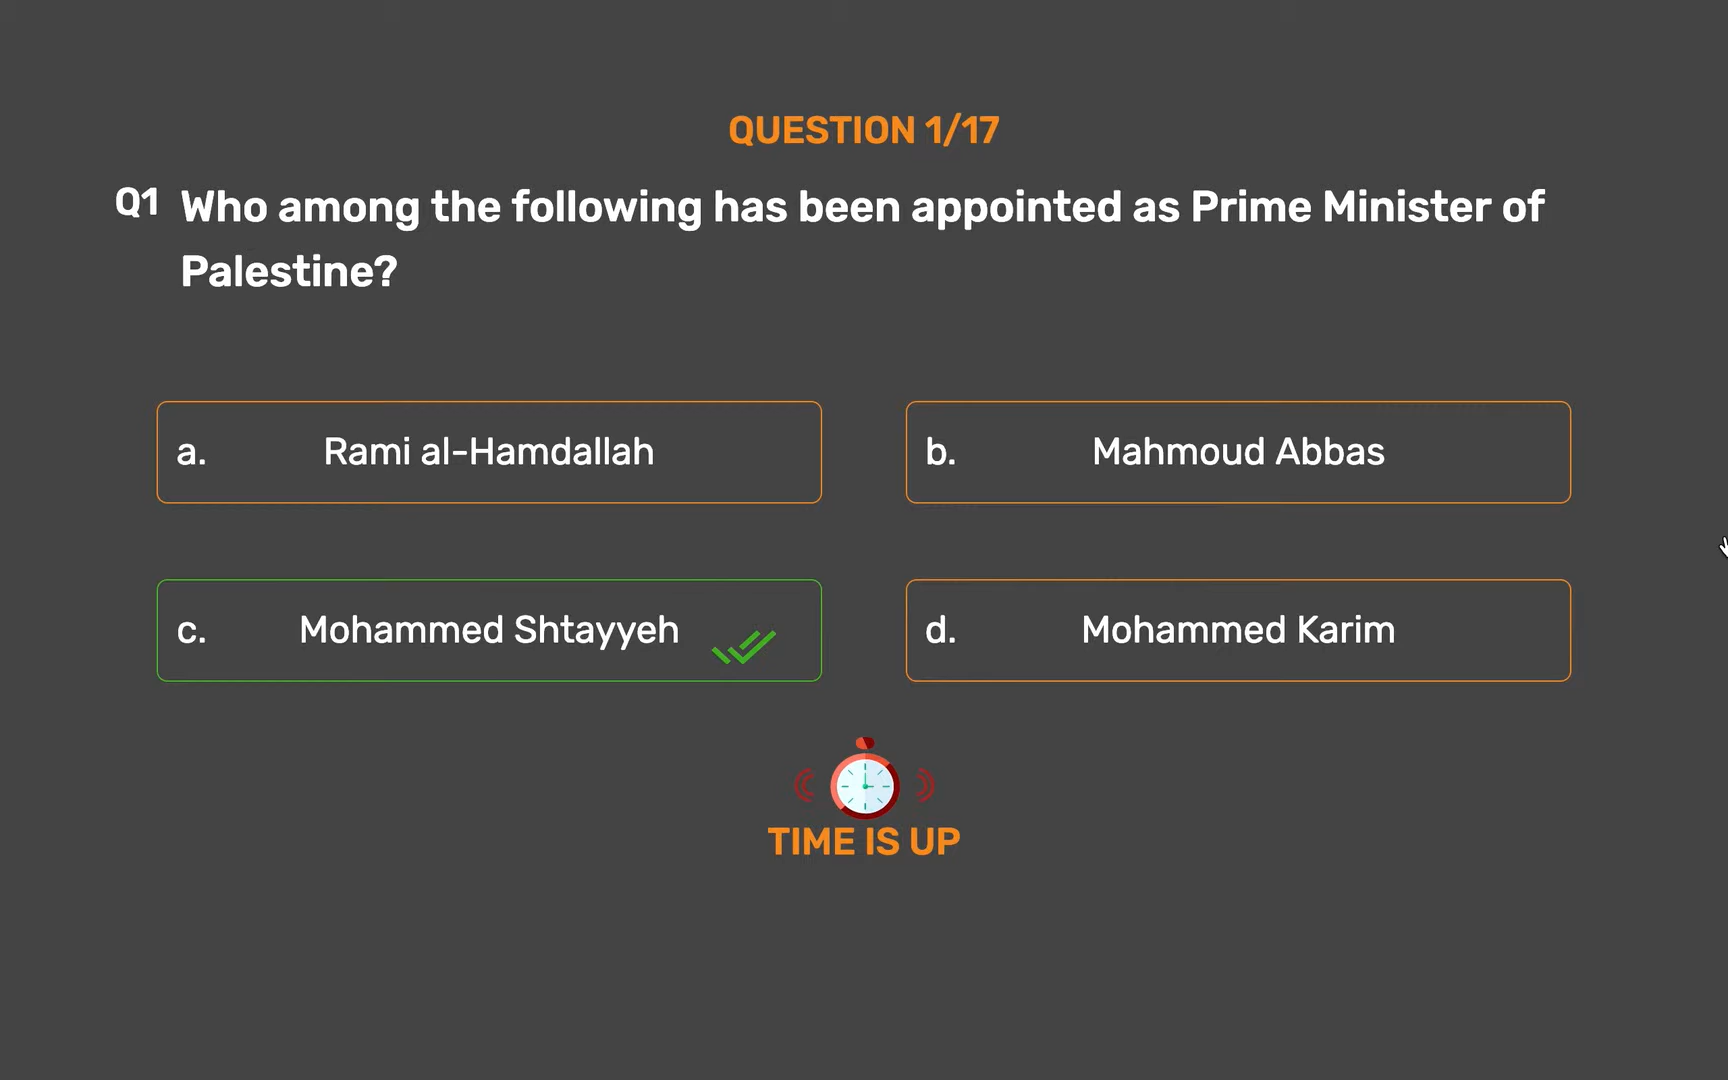 QUESTION 1/17
Q1 Who among the following has been appointed as Prime Minister of
Palestine?
a. Rami al-Hamdallah
b. Mahmoud Abbas
c. Mohammed Shtayyeh
d. Mohammed Karim
TIME IS UP